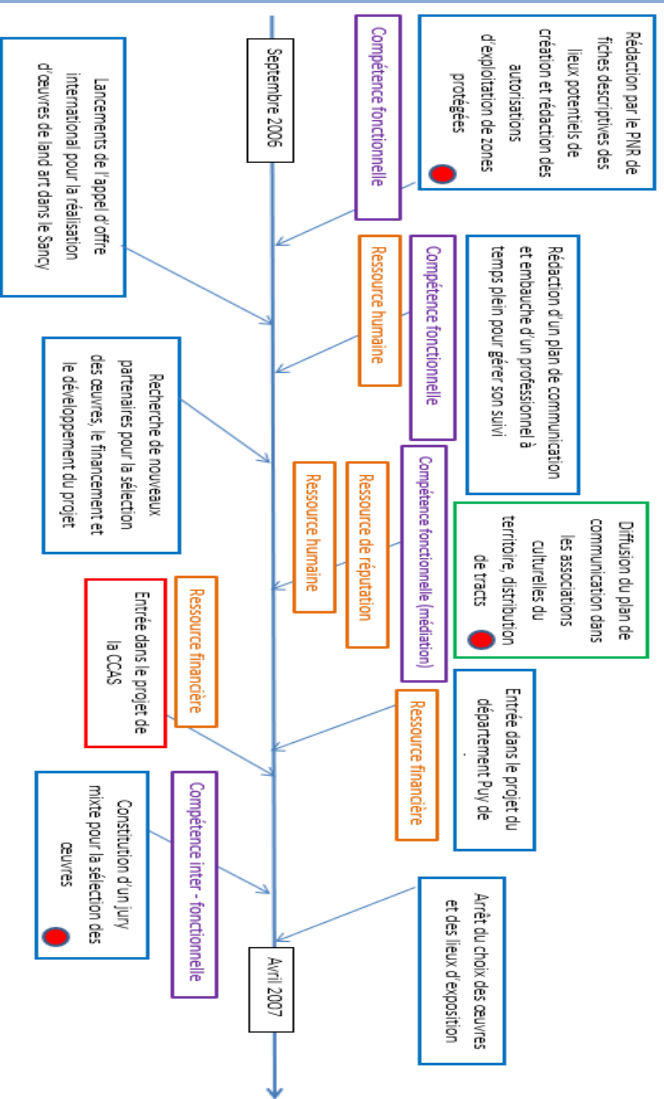 Rédaction par le PNR de
fiches descriptives des
lieux potentiels de
création et rédaction des
autorisations
d'exploitation de zones
protégées
Compétence fonctionnelle
Rédaction d'un plan de communication
et embauche d'un professionnel à
temps plein pour gérer son suivi
Compétence fonctionnelle
Ressource humaine
Diffusion du plan de
communication dans
les associations
culturelles du
territoire, distribution
de tracts
Compétence fonctionnelle (médiation)
Ressource de réputation
Ressource humaine
Entrée dans le projet du
département Puy de
Ressource financière
Arrêt du choix des œuvres
et des lieux d'exposition
Septembre 2006
Avril 2007
Lancements de l'appel d'offre
international pour la réalisation
d'œuvres de land art dans le Sancy
Recherche de nouveaux
partenaires pour la sélection
des œuvres, le financement et
le développement du projet
Ressource financière
Entrée dans le projet de
la CCAS
Compétence inter - fonctionnelle
Constitution d'un jury
mixte pour la sélection des
œuvres